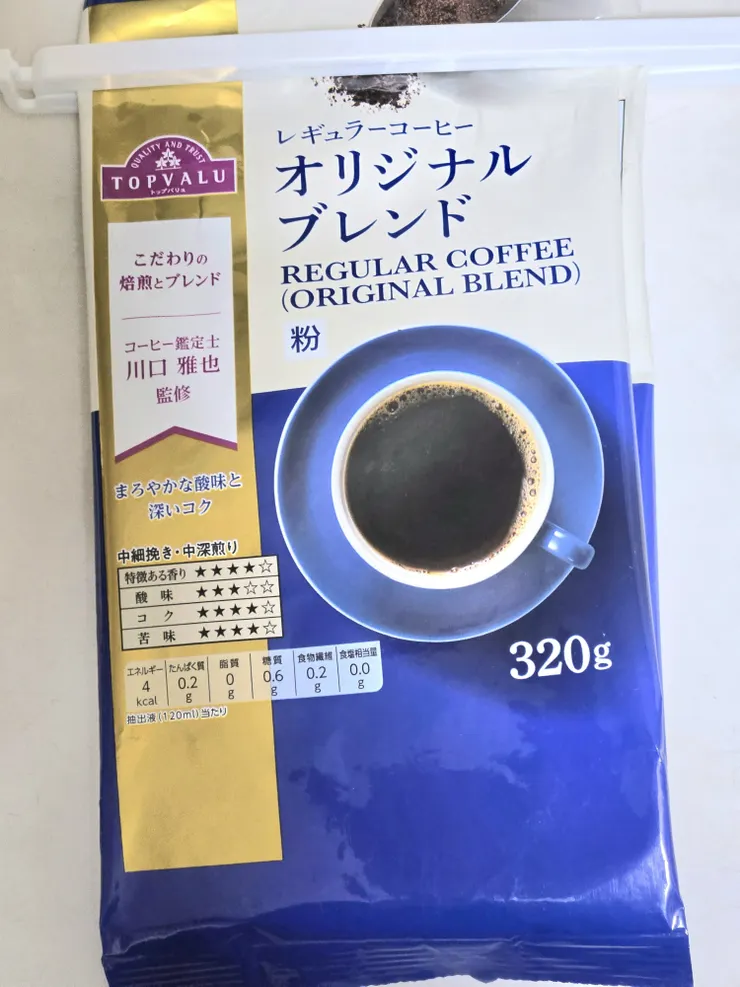 QUALITY AND TRUST
TOPVALU
トップバリュ
こだわりの
焙煎とブレンド
コーヒー鑑定士
川口 雅也
監修
まろやかな酸味と
深いコク
レギュラーコーヒー
オリジナル
ブレンド
REGULAR COFFEE
(ORIGINAL BLEND)
粉
中細挽き・中深煎り
特徴ある香り ★★★★☆
酸味 ★★★☆☆
コク ★★★★☆
苦味 ★★★★☆
エネルギー たんぱく質 脂質 糖質 食物繊維 食塩相当量
4 0.2 0 0.6 0.2 0.0
kcal g g g g g
抽出液(120ml)当たり
320g